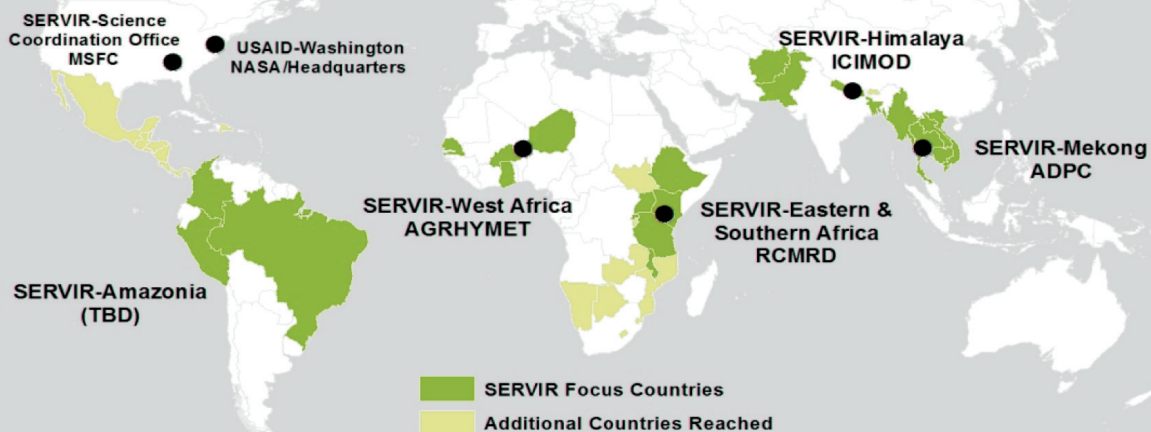 SERVIR-Science
Coordination Office
MSFC
USAID-Washington
NASA/Headquarters
SERVIR-Himalaya
ICIMOD
SERVIR-Mekong
ADPC
SERVIR-West Africa
AGRHYMET
SERVIR-Eastern &
Southern Africa
RCMRD
SERVIR-Amazonia
(TBD)
SERVIR Focus Countries
Additional Countries Reached